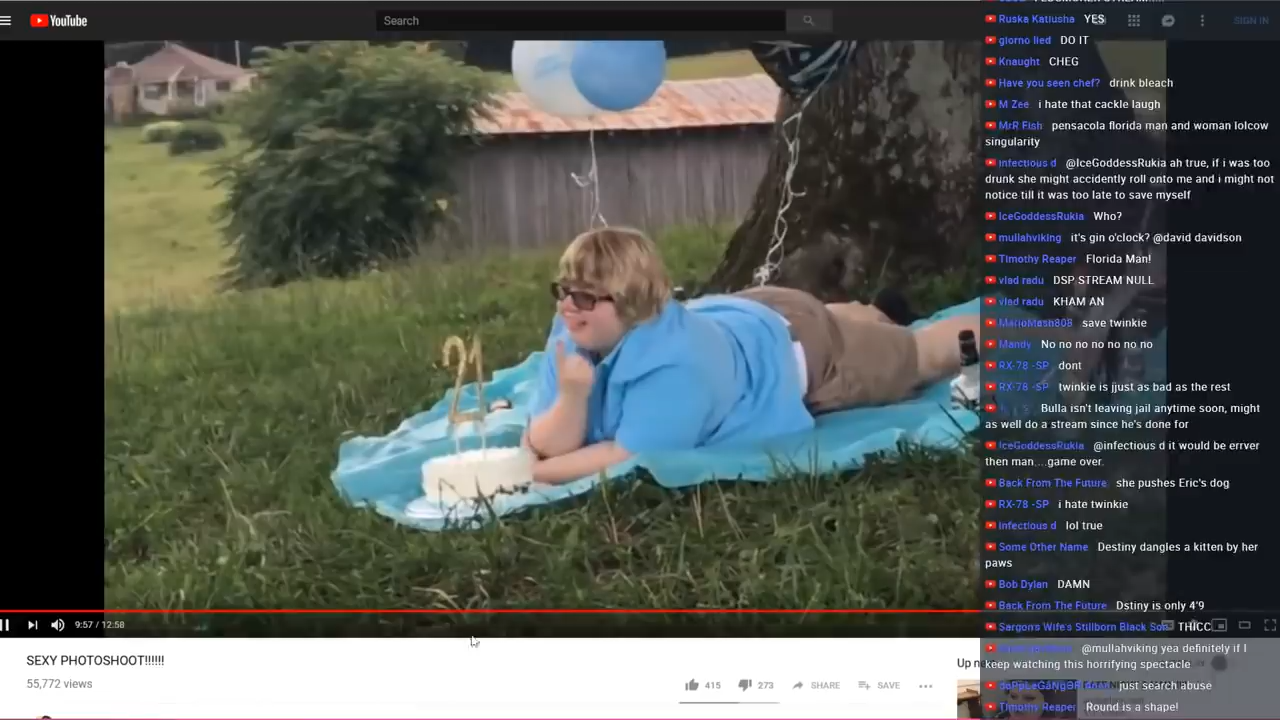 YouTube
Search
SIGN IN
Ruska Katiusha YES
giorno lied DO IT
Knaught CHEG
Have you seen chef? drink bleach
M Zee i hate that cackle laugh
MrR Fish pensacola florida man and woman lolcow
singularity
infectious d @IceGoddessRukia ah true, if i was too
drunk she might accidently roll onto me and i might not
notice till it was too late to save myself
IceGoddessRukia Who?
mullahviking it's gin o'clock? @david davidson
Timothy Reaper Florida Man!
vlad radu DSP STREAM NULL
vlad radu KHAM AN
MarioMash808 save twinkie
Mandy No no no no no no no
RX-78 -SP dont
RX-78 -SP twinkie is jjust as bad as the rest
Bulla isn't leaving jail anytime soon, might
as well do a stream since he's done for
IceGoddessRukia @infectious d it would be errver
then man....game over.
Back From The Future she pushes Eric's dog
RX-78 -SP i hate twinkie
infectious d lol true
Some Other Name Destiny dangles a kitten by her
paws
Bob Dylan DAMN
Back From The Future Dstiny is only 4'9
Sargon's Wife's Stillborn Black Son THICC
@mullahviking yea definitely if I
keep watching this horrifying spectacle
just search abuse
Timothy Reaper Round is a shape!
21
9:57 / 12:58
SEXY PHOTOSHOOT!!!!!!
55,772 views
415
273
SHARE
SAVE
Up